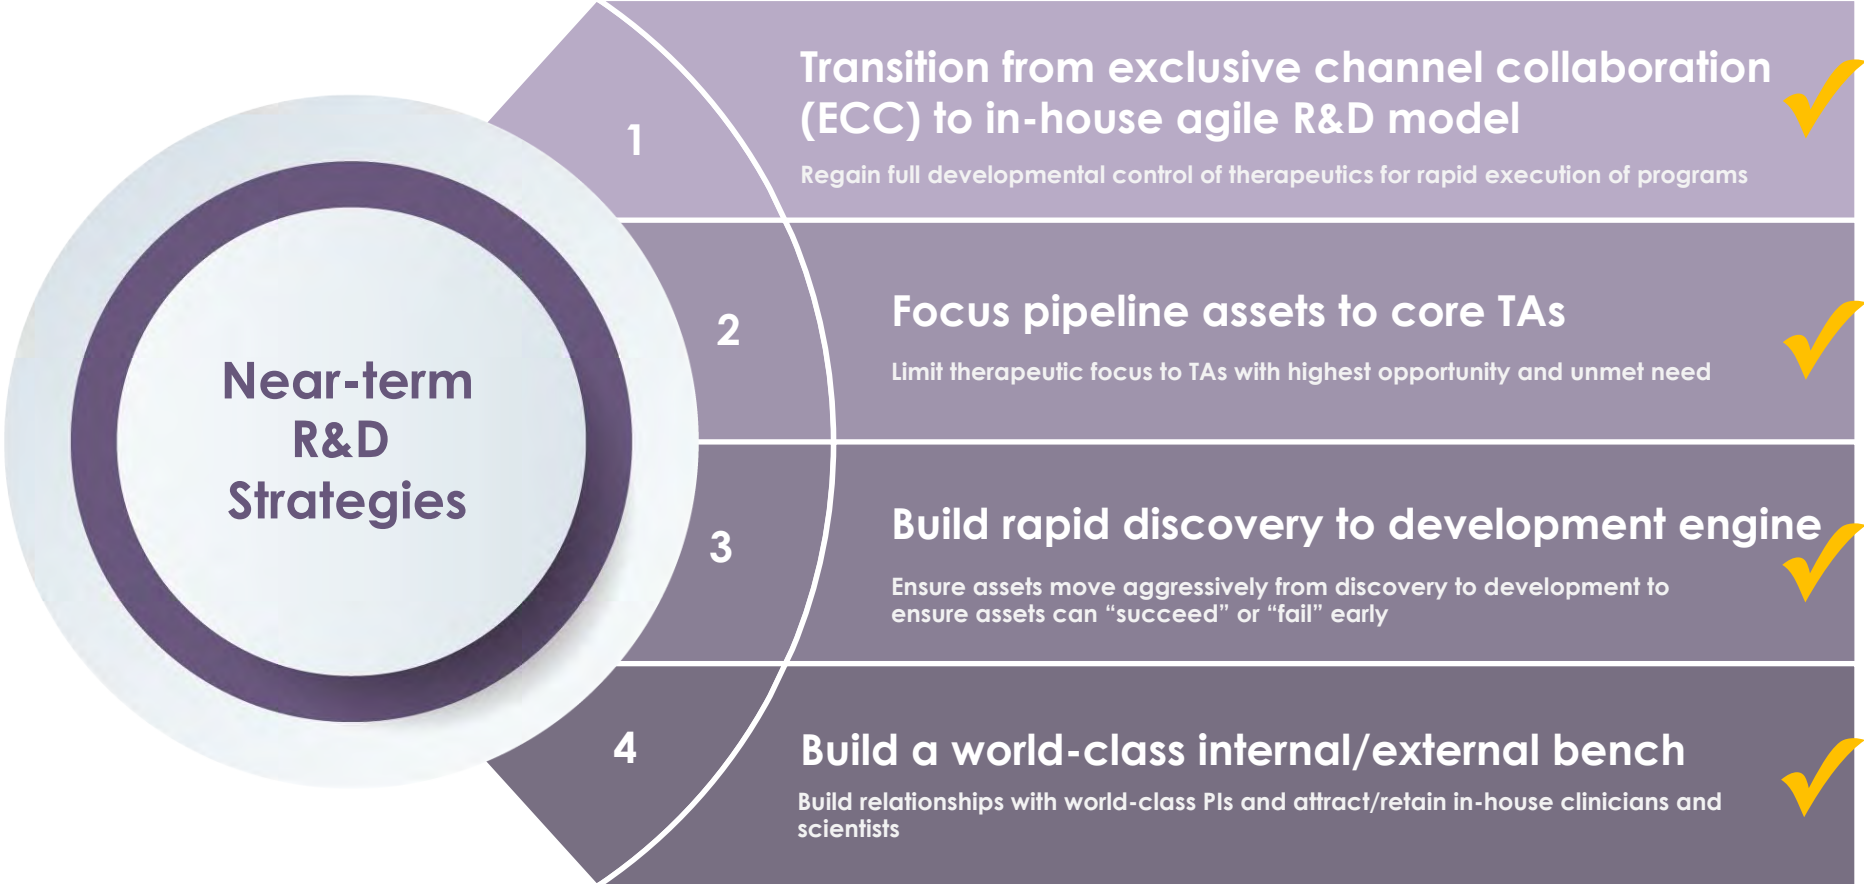 Near-term
R&D
Strategies
1
Transition from exclusive channel collaboration
(ECC) to in-house agile R&D model
Regain full developmental control of therapeutics for rapid execution of programs
2
Focus pipeline assets to core TAs
Limit therapeutic focus to TAs with highest opportunity and unmet need
3
Build rapid discovery to development engine
Ensure assets move aggressively from discovery to development to
ensure assets can “succeed” or “fail” early
4
Build a world-class internal/external bench
Build relationships with world-class PIs and attract/retain in-house clinicians and
scientists